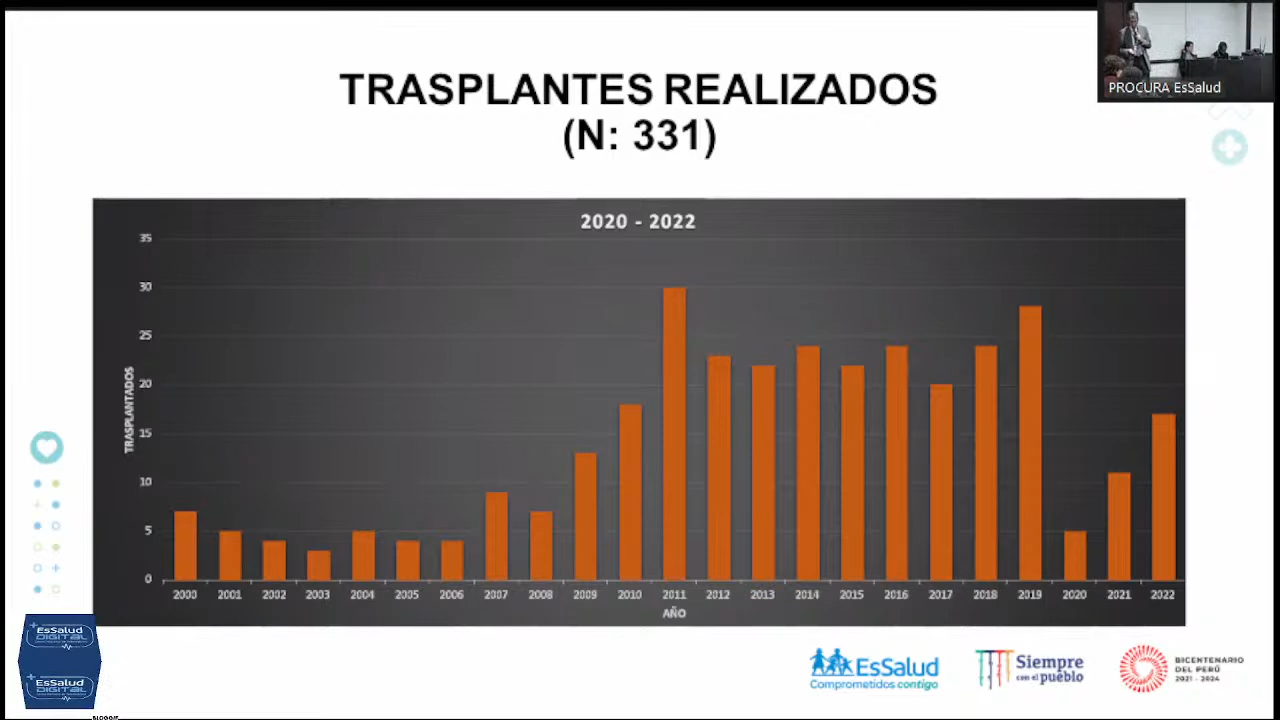 PROCURA EsSalud
TRASPLANTES REALIZADOS
(N: 331)
2020 - 2022
35
30
25
20
15
10
5
0
TRASPLANTADOS
2000 2001 2002 2003 2004 2005 2006 2007 2008 2009 2010 2011 2012 2013 2014 2015 2016 2017 2018 2019 2020 2021 2022
AÑO
EsSalud
DIGITAL
EsSalud
DIGITAL
EsSalud
Comprometidos contigo
Siempre
con el pueblo
BICENTENARIO
DEL PERÚ
2021 - 2024